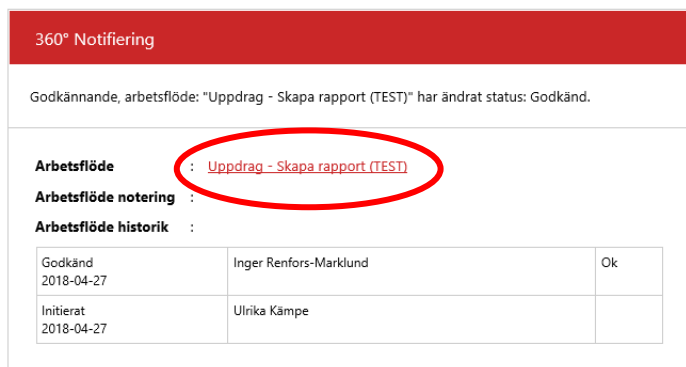 360° Notifiering
Godkännande, arbetsflöde: "Uppdrag - Skapa rapport (TEST)" har ändrat status: Godkänd.
Arbetsflöde : Uppdrag - Skapa rapport (TEST)
Arbetsflöde notering :
Arbetsflöde historik :
Godkänd Inger Renfors-Marklund Ok
2018-04-27
Initierat Ulrika Kämpe
2018-04-27